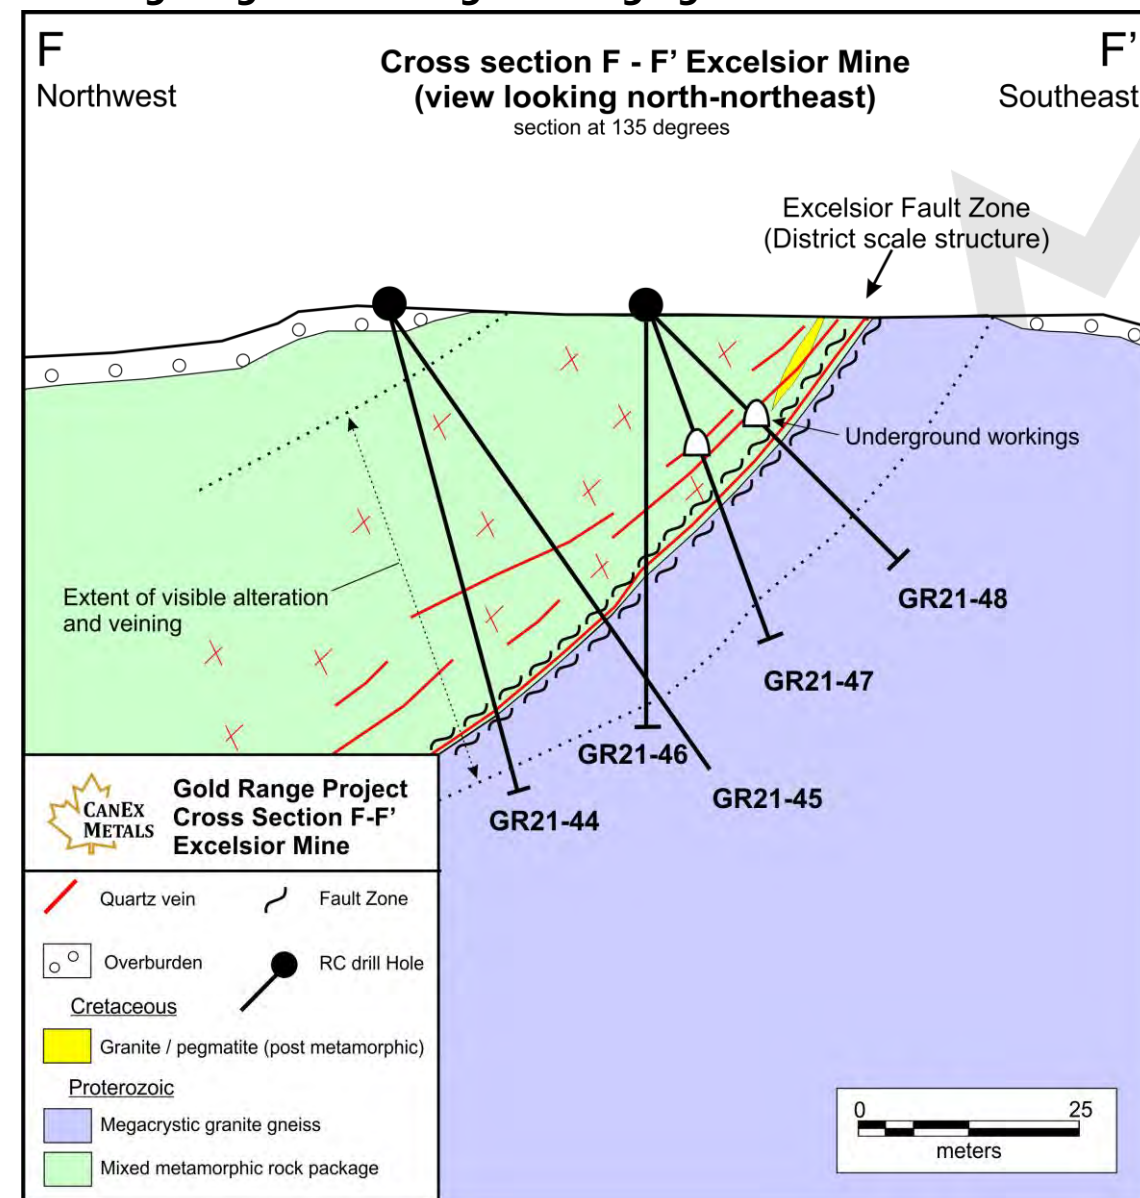 F
F'
Cross section F - F' Excelsior Mine
(view looking north-northeast)
section at 135 degrees
Northwest
Southeast
Excelsior Fault Zone
(District scale structure)
Underground workings
Extent of visible alteration
and veining
GR21-48
GR21-47
GR21-46
GR21-45
GR21-44
CANEX
METALS
Gold Range Project
Cross Section F-F'
Excelsior Mine
Quartz vein
Fault Zone
Overburden
RC drill Hole
Cretaceous
Granite / pegmatite (post metamorphic)
Proterozoic
Megacrystic granite gneiss
Mixed metamorphic rock package
0 25
meters